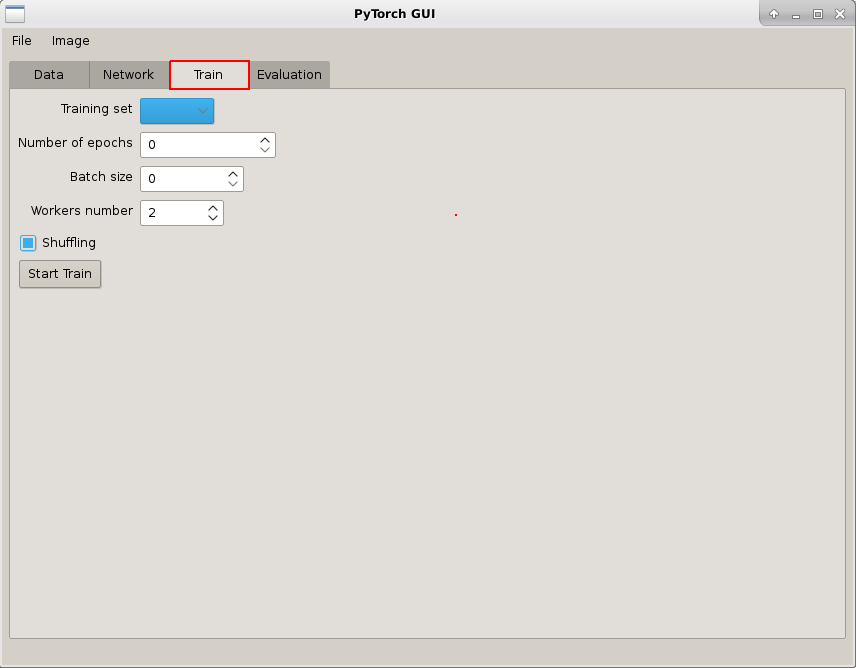 PyTorch GUI
File Image
Data Network Train Evaluation
Training set
Number of epochs 0
Batch size 0
Workers number 2
Shuffling
Start Train